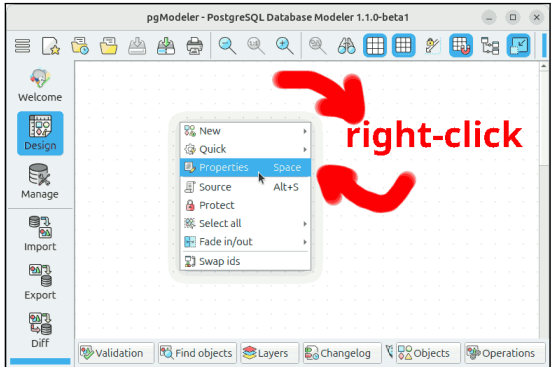 pgModeler - PostgreSQL Database Modeler 1.1.0-beta1
Welcome
Design
Manage
Import
Export
Diff
right-click
New
Quick
Properties Space
Source Alt+S
Protect
Select all
Fade in/out
Swap ids
Validation Find objects Layers Changelog Objects Operations